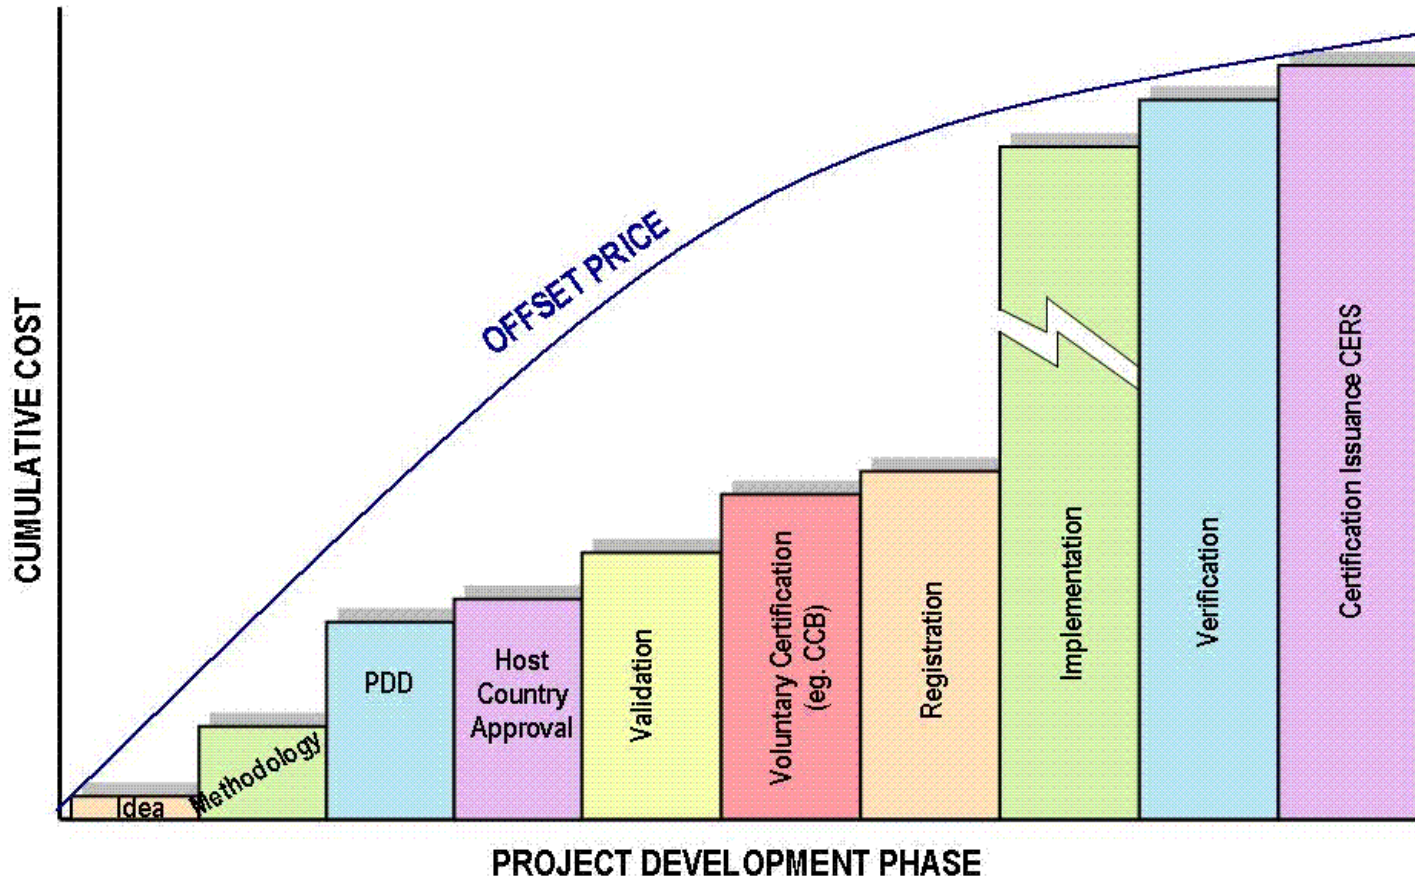 OFFSET PRICE
CUMULATIVE COST
Idea
Methodology
PDD
Host
Country
Approval
Validation
Voluntary Certification
(eg. CCB)
Registration
Implementation
Verification
Certification Issuance CERS
PROJECT DEVELOPMENT PHASE